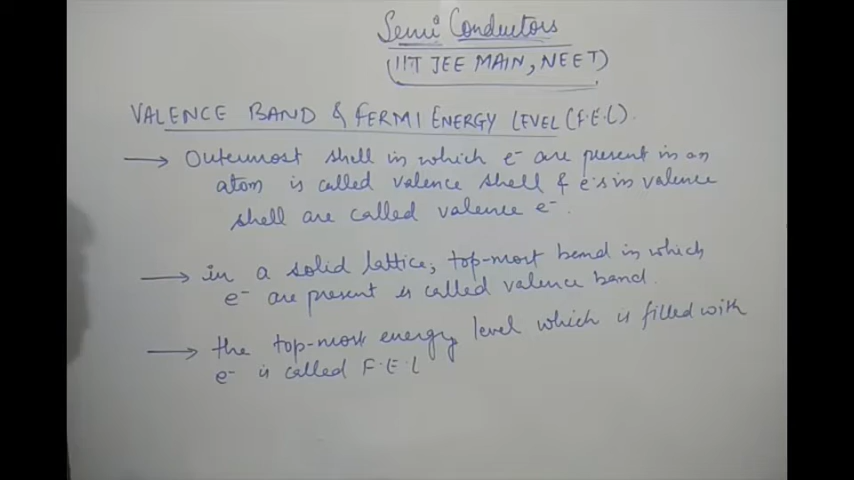 Semi Conductors
(IIT JEE MAIN, NEET)
VALENCE BAND & FERMI ENERGY LEVEL (F.E.L).
→ Outermost shell in which e⁻ are present in an
atom is called valence shell & e⁻s in valence
shell are called valence e⁻.
→ in a solid lattice, top-most band in which
e⁻ are present is called valence band.
→ the top-most energy level which is filled with
e⁻ is called F.E.L